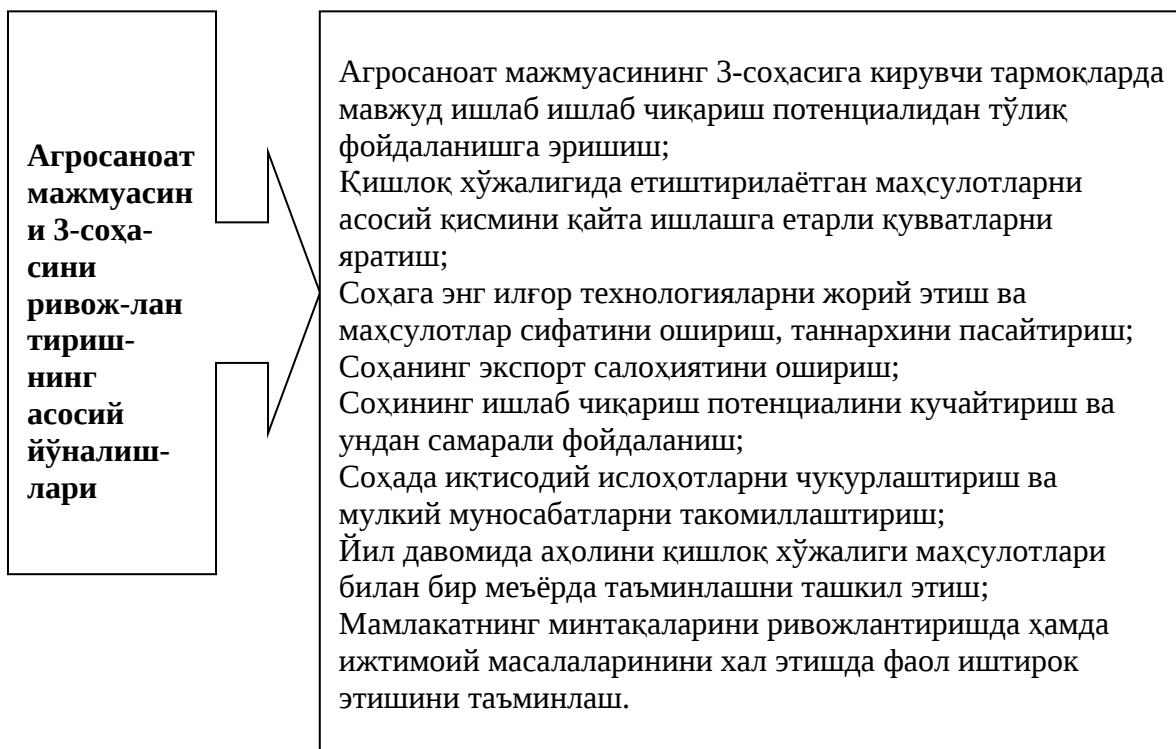 Агросаноат
мажмуасин
и 3-соҳа-
сини
ривож-лан
тириш-
нинг
асосий
йўналиш-
лари
Агросаноат мажмуасининг 3-соҳасига кирувчи тармоқларда
мавжуд ишлаб ишлаб чиқариш потенциалидан тўлиқ
фойдаланишга эришиш;
Қишлоқ хўжалигида етиштирилаётган маҳсулотларни
асосий қисмини қайта ишлашга етарли қувватларни
яратиш;
Соҳага энг илғор технологияларни жорий этиш ва
маҳсулотлар сифатини ошириш, таннархини пасайтириш;
Соҳанинг экспорт салоҳиятини ошириш;
Соҳининг ишлаб чиқариш потенциалини кучайтириш ва
ундан самарали фойдаланиш;
Соҳада иқтисодий ислоҳотларни чуқурлаштириш ва
мулкий муносабатларни такомиллаштириш;
Йил давомида аҳолини қишлоқ хўжалиги маҳсулотлари
билан бир меъёрда таъминлашни ташкил этиш;
Мамлакатнинг минтақаларини ривожлантиришда ҳамда
ижтимоий масалаларинини хал этишда фаол иштирок
этишини таъминлаш.